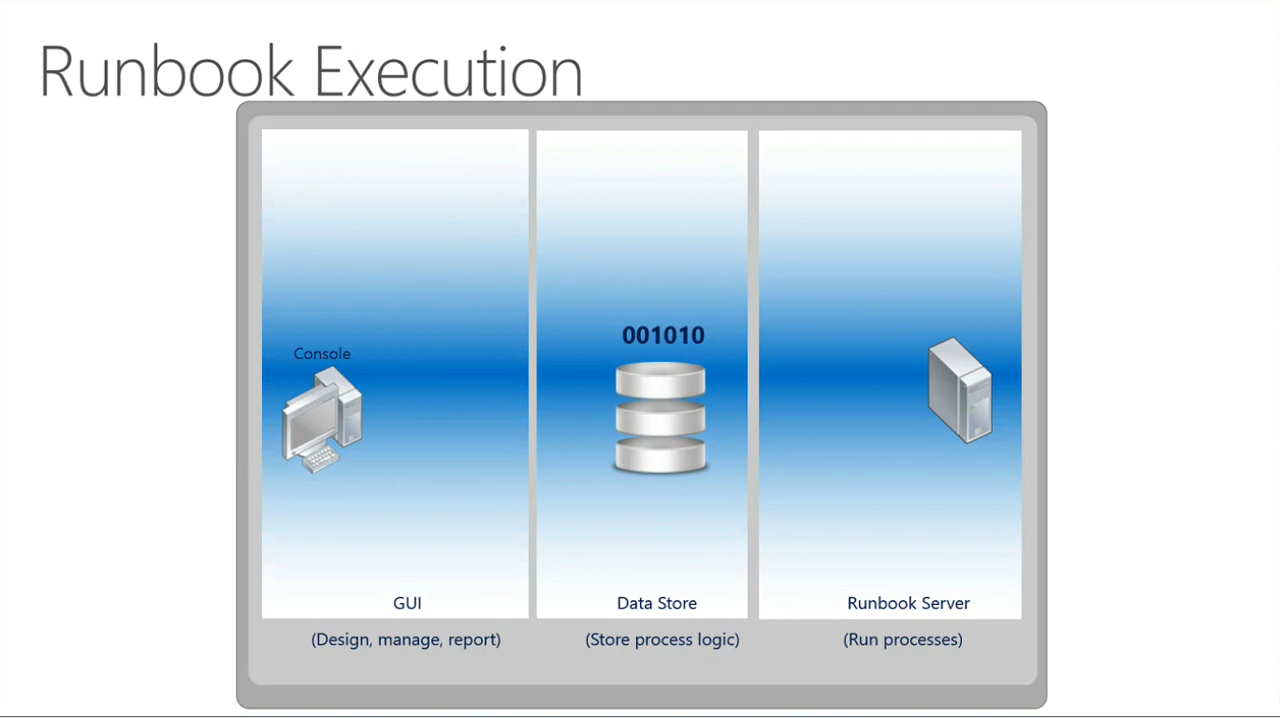 Runbook Execution
Console
001010
GUI
Data Store
Runbook Server
(Design, manage, report)
(Store process logic)
(Run processes)